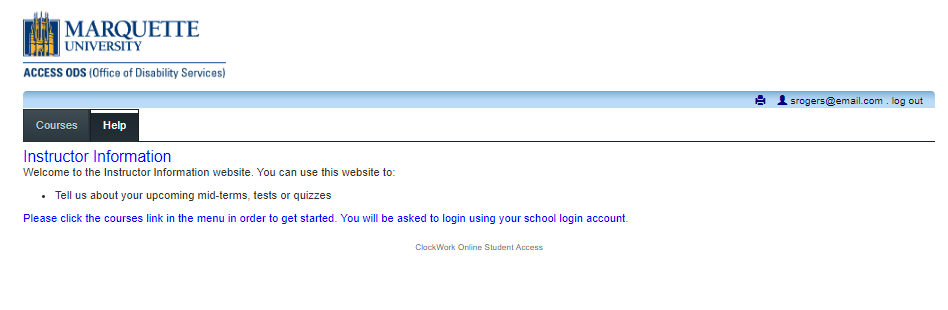 MARQUETTE
UNIVERSITY
ACCESS ODS (Office of Disability Services)
srogers@email.com . log out
Courses Help
Instructor Information
Welcome to the Instructor Information website. You can use this website to:
• Tell us about your upcoming mid-terms, tests or quizzes
Please click the courses link in the menu in order to get started. You will be asked to login using your school login account.
ClockWork Online Student Access